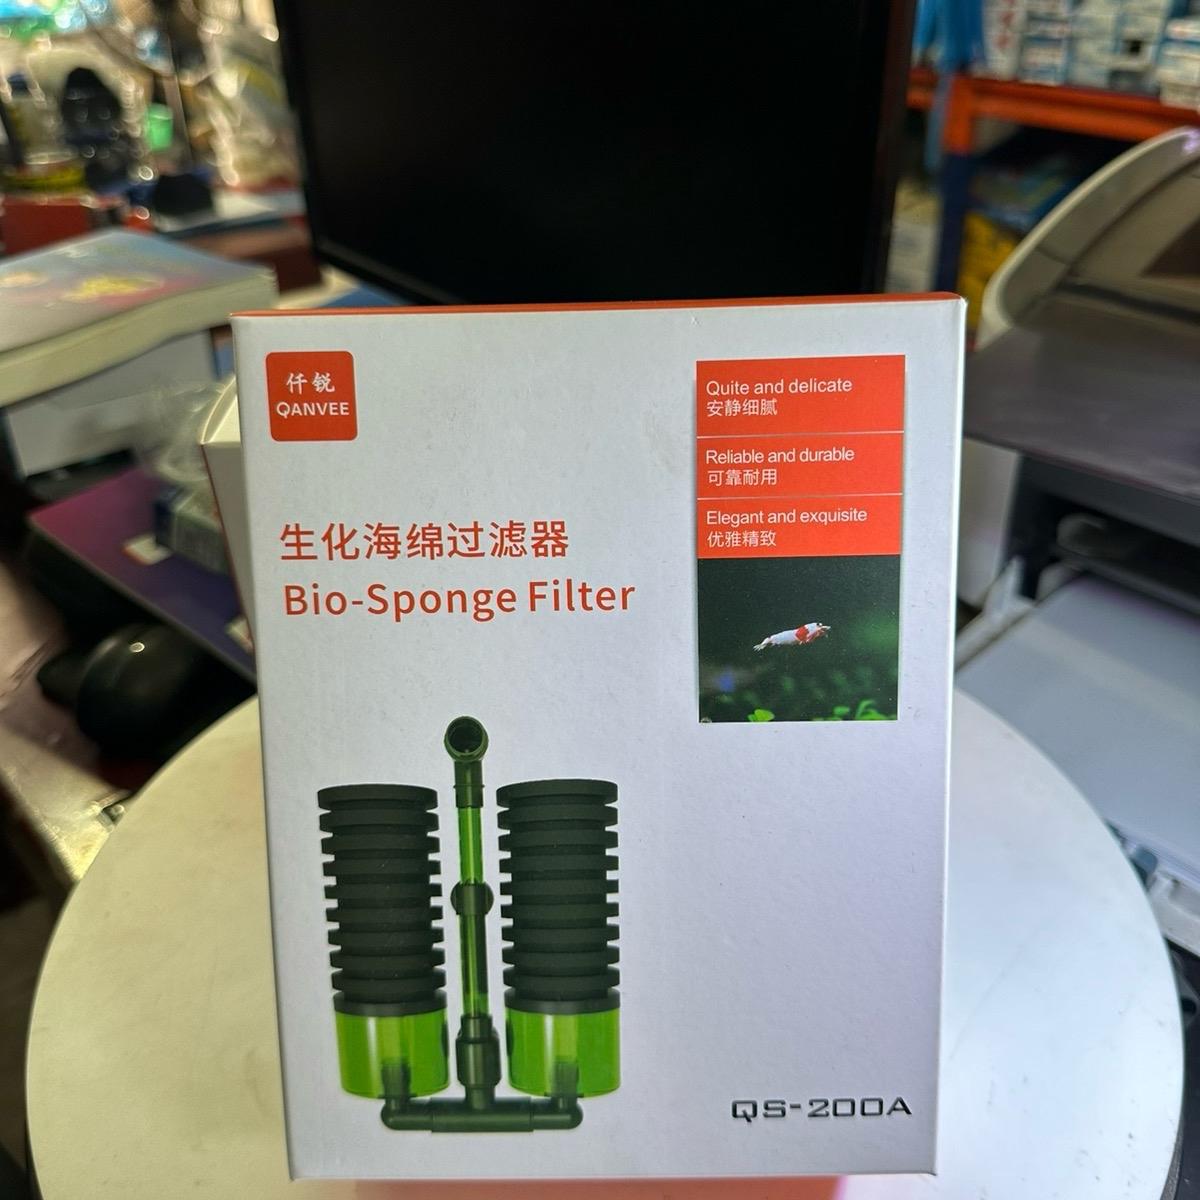 仟锐
QANVEE
Quite and delicate
安静细腻
Reliable and durable
可靠耐用
Elegant and exquisite
优雅精致
生化海绵过滤器
Bio-Sponge Filter
QS-200A